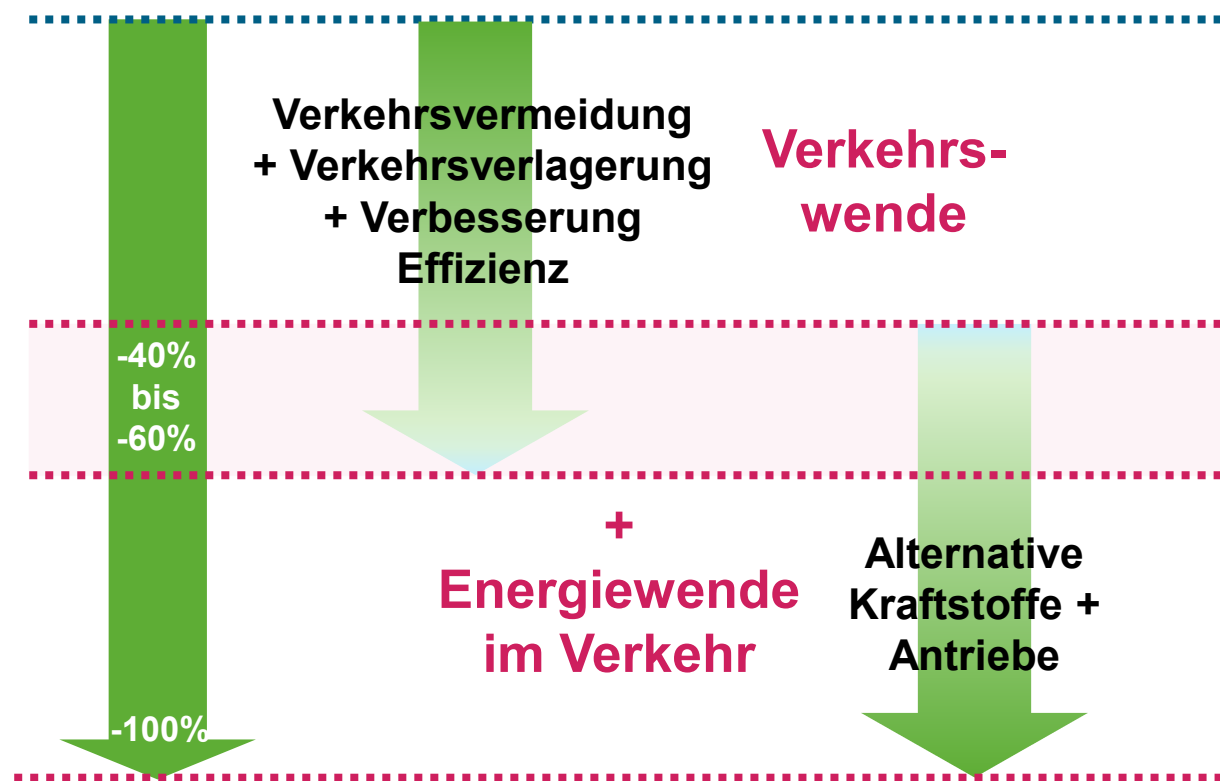 Verkehrsvermeidung
+ Verkehrsverlagerung
+ Verbesserung
Effizienz
Verkehrs-
wende
-40%
bis
-60%
+
Energiewende
im Verkehr
Alternative
Kraftstoffe +
Antriebe
-100%